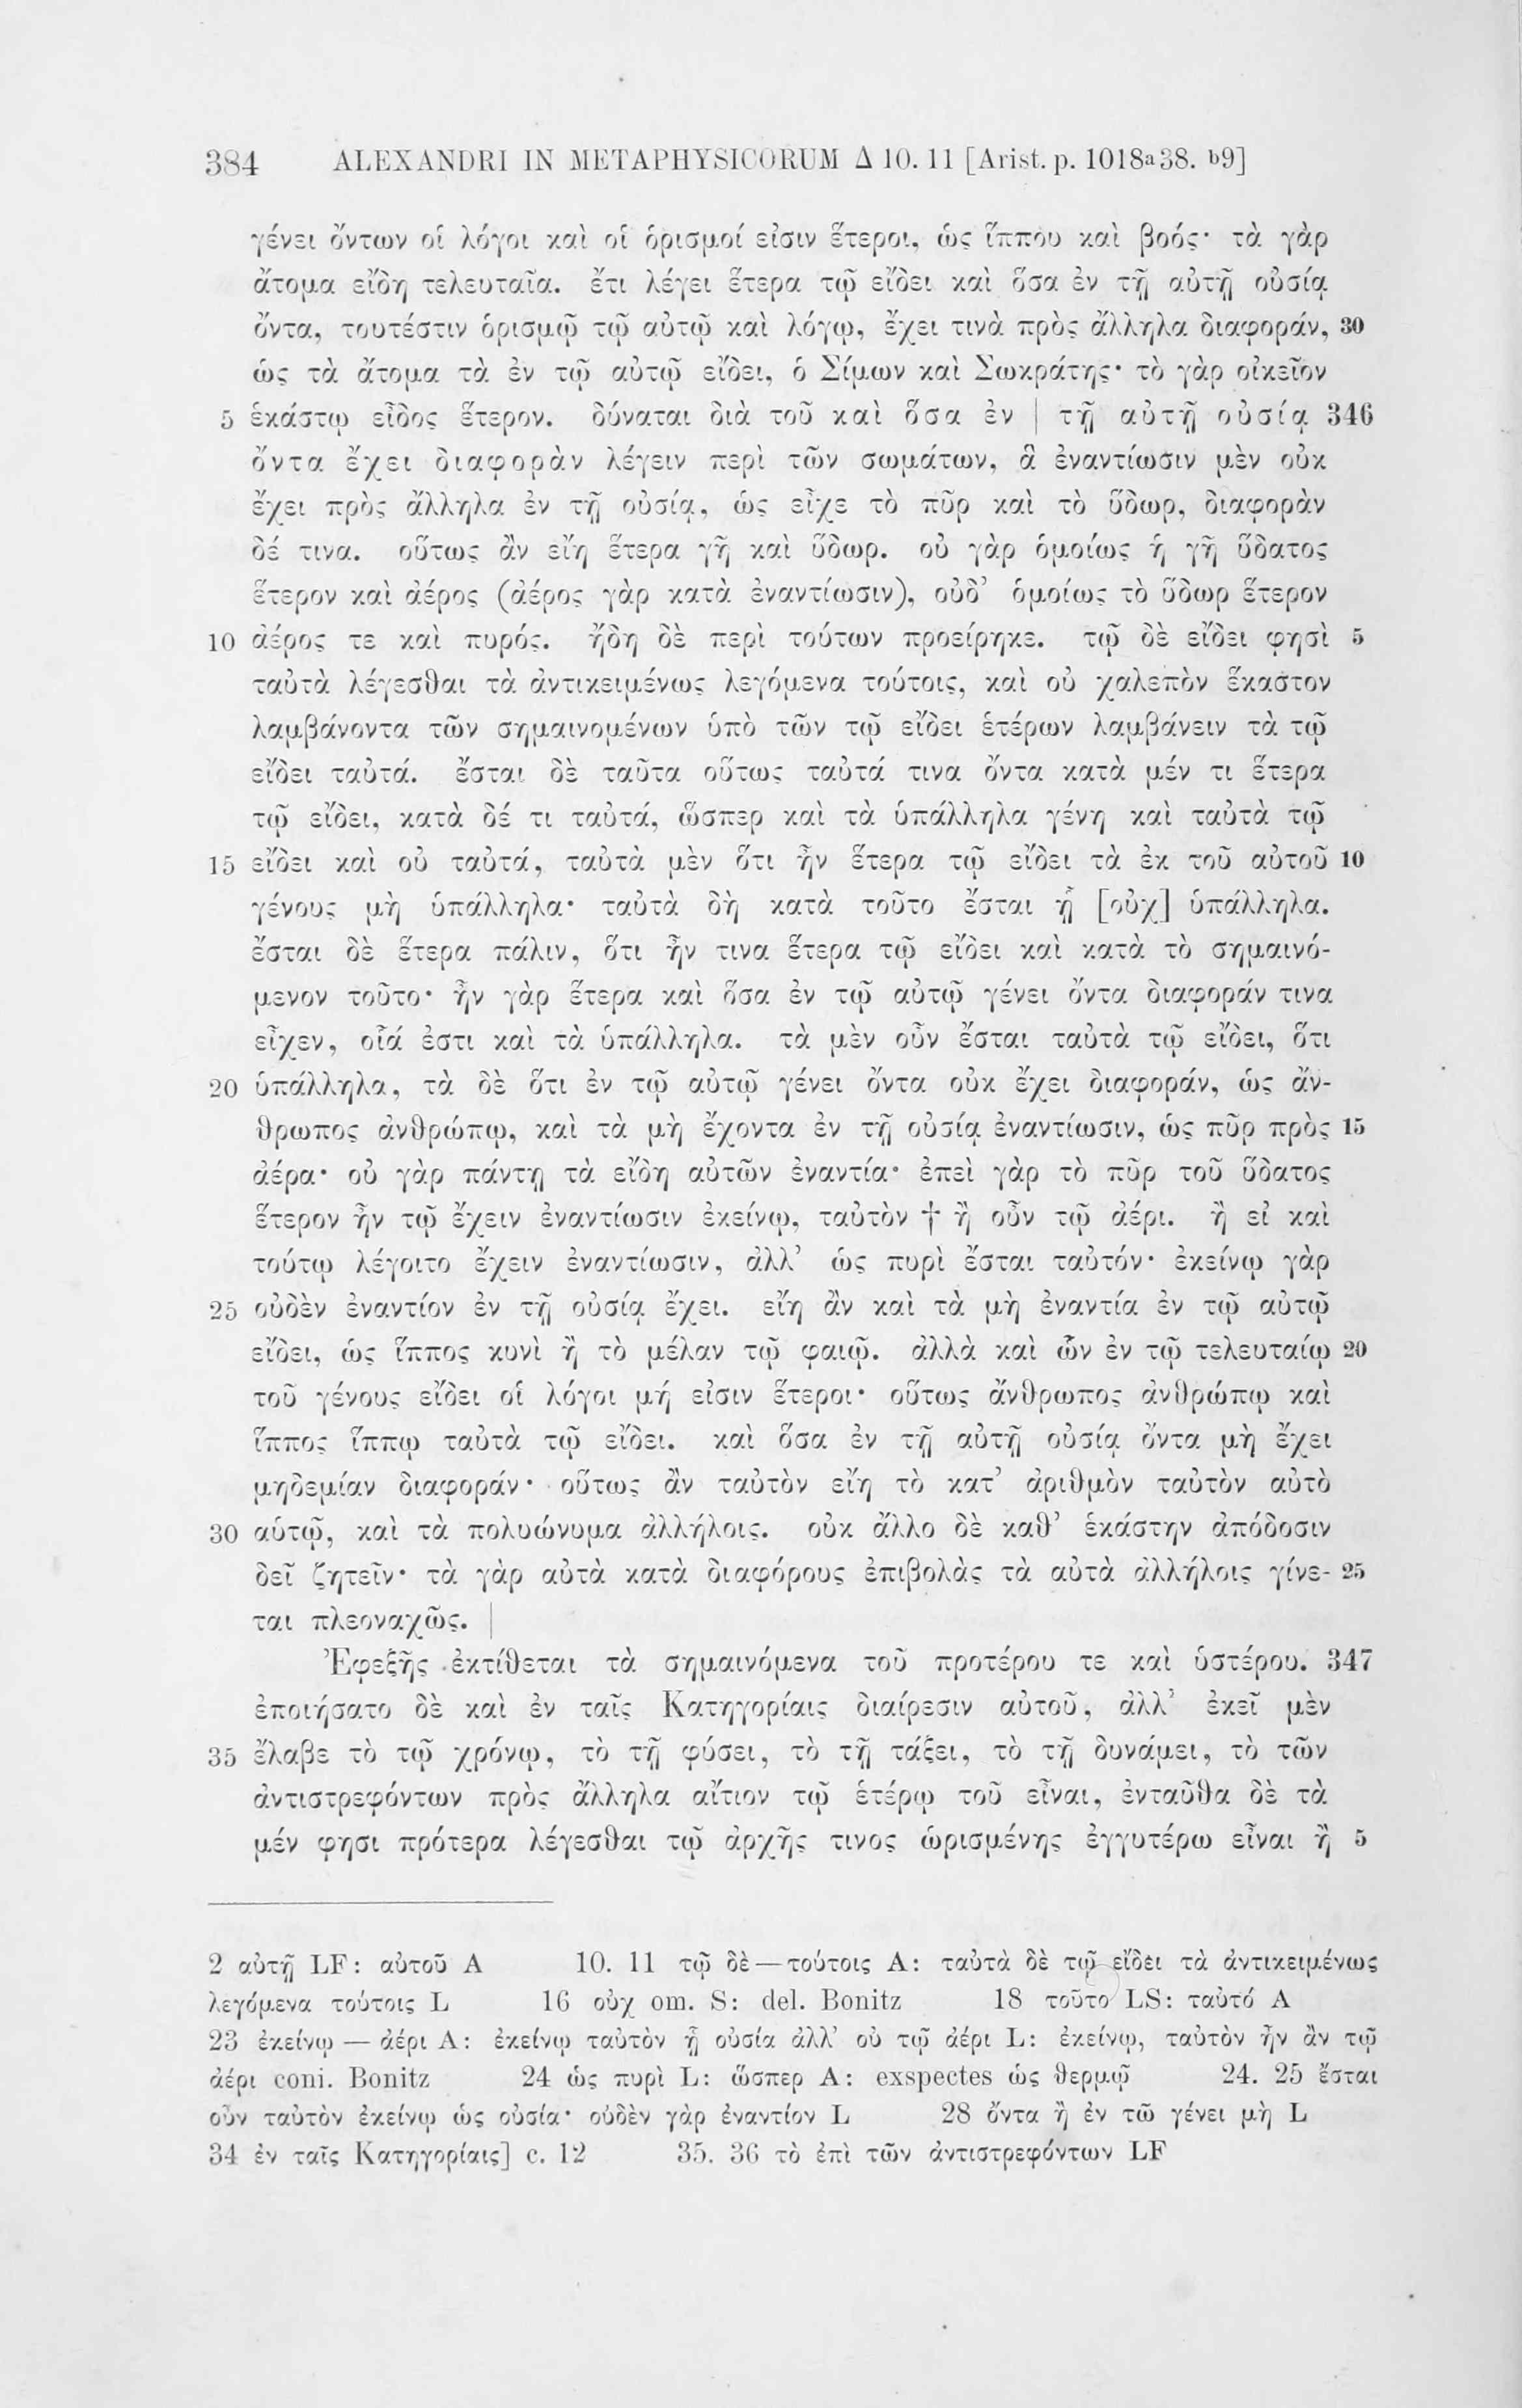 384 ALEXANDRI IN METAPHYSICORUM Δ 10. 11 [Arist. p. 1018a38. b9]
γένει ὄντων οἱ λόγοι καὶ οἱ ὁρισμοί εἰσιν ἕτεροι, ὡς ἵππου καὶ βοός· τὰ γὰρ
ἄτομα εἴδη τελευταῖα. ἔτι λέγει ἕτερα τῷ εἴδει καὶ ὅσα ἐν τῇ αὐτῇ οὐσίᾳ
ὄντα, τουτέστιν ὁρισμῷ τῷ αὐτῷ καὶ λόγῳ, ἔχει τινὰ πρὸς ἄλληλα διαφοράν, 30
ὡς τὰ ἄτομα τὰ ἐν τῷ αὐτῷ εἴδει, ὁ Σίμων καὶ Σωκράτης· τὸ γὰρ οἰκεῖον
5 ἑκάστῳ εἶδος ἕτερον. δύναται διὰ τοῦ καὶ ὅσα ἐν | τῇ αὐτῇ οὐσίᾳ 346
ὄντα ἔχει διαφορὰν λέγειν περὶ τῶν σωμάτων, ἃ ἐναντίωσιν μὲν οὐκ
ἔχει πρὸς ἄλληλα ἐν τῇ οὐσίᾳ, ὡς εἶχε τὸ πῦρ καὶ τὸ ὕδωρ, διαφορὰν
δέ τινα. οὕτως ἂν εἴη ἕτερα γῆ καὶ ὕδωρ. οὐ γὰρ ὁμοίως ἡ γῆ ὕδατος
ἕτερον καὶ ἀέρος (ἀέρος γὰρ κατὰ ἐναντίωσιν), οὐδ’ ὁμοίως τὸ ὕδωρ ἕτερον
10 ἀέρος τε καὶ πυρός. ἤδη δὲ περὶ τούτων προείρηκε. τῷ δὲ εἴδει φησὶ 5
ταὐτὰ λέγεσθαι τὰ ἀντικειμένως λεγόμενα τούτοις, καὶ οὐ χαλεπὸν ἕκαστον
λαμβάνοντα τῶν σημαινομένων ὑπὸ τῶν τῷ εἴδει ἑτέρων λαμβάνειν τὰ τῷ
εἴδει ταὐτά. ἔσται δὲ ταῦτα οὕτως ταὐτά τινα ὄντα κατὰ μέν τι ἕτερα
τῷ εἴδει, κατὰ δέ τι ταὐτά, ὥσπερ καὶ τὰ ὑπάλληλα γένη καὶ ταὐτὰ τῷ
15 εἴδει καὶ οὐ ταὐτά, ταὐτὰ μὲν ὅτι ἦν ἕτερα τῷ εἴδει τὰ ἐκ τοῦ αὐτοῦ 10
γένους μὴ ὑπάλληλα· ταὐτὰ δὴ κατὰ τοῦτο ἔσται ᾗ [οὐχ] ὑπάλληλα.
ἔσται δὲ ἕτερα πάλιν, ὅτι ἦν τινα ἕτερα τῷ εἴδει καὶ κατὰ τὸ σημαινό-
μενον τοῦτο· ἦν γὰρ ἕτερα καὶ ὅσα ἐν τῷ αὐτῷ γένει ὄντα διαφοράν τινα
εἶχεν, οἷά ἐστι καὶ τὰ ὑπάλληλα. τὰ μὲν οὖν ἔσται ταὐτὰ τῷ εἴδει, ὅτι
20 ὑπάλληλα, τὰ δὲ ὅτι ἐν τῷ αὐτῷ γένει ὄντα οὐκ ἔχει διαφοράν, ὡς ἄν-
θρωπος ἀνθρώπῳ, καὶ τὰ μὴ ἔχοντα ἐν τῇ οὐσίᾳ ἐναντίωσιν, ὡς πῦρ πρὸς 15
ἀέρα· οὐ γὰρ πάντῃ τὰ εἴδη αὐτῶν ἐναντία· ἐπεὶ γὰρ τὸ πῦρ τοῦ ὕδατος
ἕτερον ἦν τῷ ἔχειν ἐναντίωσιν ἐκείνῳ, ταὐτὸν † ἢ οὖν τῷ ἀέρι. ἢ εἰ καὶ
τούτῳ λέγοιτο ἔχειν ἐναντίωσιν, ἀλλ’ ὡς πυρὶ ἔσται ταὐτόν· ἐκείνῳ γὰρ
25 οὐδὲν ἐναντίον ἐν τῇ οὐσίᾳ ἔχει. εἴη ἂν καὶ τὰ μὴ ἐναντία ἐν τῷ αὐτῷ
εἴδει, ὡς ἵππος κυνὶ ἢ τὸ μέλαν τῷ φαιῷ. ἀλλὰ καὶ ὧν ἐν τῷ τελευταίῳ 20
τοῦ γένους εἴδει οἱ λόγοι μή εἰσιν ἕτεροι· οὕτως ἄνθρωπος ἀνθρώπῳ καὶ
ἵππος ἵππῳ ταὐτὰ τῷ εἴδει. καὶ ὅσα ἐν τῇ αὐτῇ οὐσίᾳ ὄντα μὴ ἔχει
μηδεμίαν διαφοράν· οὕτως ἂν ταὐτὸν εἴη τὸ κατ’ ἀριθμὸν ταὐτὸν αὐτὸ
30 αὑτῷ, καὶ τὰ πολυώνυμα ἀλλήλοις. οὐκ ἄλλο δὲ καθ’ ἑκάστην ἀπόδοσιν
δεῖ ζητεῖν· τὰ γὰρ αὐτὰ κατὰ διαφόρους ἐπιβολὰς τὰ αὐτὰ ἀλλήλοις γίνε- 25
ται πλεοναχῶς. |
Ἐφεξῆς ἐκτίθεται τὰ σημαινόμενα τοῦ προτέρου τε καὶ ὑστέρου. 347
ἐποιήσατο δὲ καὶ ἐν ταῖς Κατηγορίαις διαίρεσιν αὐτοῦ, ἀλλ’ ἐκεῖ μὲν
35 ἔλαβε τὸ τῷ χρόνῳ, τὸ τῇ φύσει, τὸ τῇ τάξει, τὸ τῇ δυνάμει, τὸ τῶν
ἀντιστρεφόντων πρὸς ἄλληλα αἴτιον τῷ ἑτέρῳ τοῦ εἶναι, ἐνταῦθα δὲ τὰ
μέν φησι πρότερα λέγεσθαι τῷ ἀρχῆς τινος ὡρισμένης ἐγγυτέρω εἶναι ἢ 5
2 αὐτῇ LF: αὐτοῦ A 10. 11 τῷ δὲ — τούτοις A: ταὐτὰ δὲ τῷ εἴδει τὰ ἀντικειμένως
λεγόμενα τούτοις L 16 οὐχ om. S: del. Bonitz 18 τοῦτο LS: ταὐτό A
23 ἐκείνῳ — ἀέρι A: ἐκείνῳ ταὐτὸν ᾗ οὐσία ἀλλ’ οὐ τῷ ἀέρι L: ἐκείνῳ, ταὐτὸν ἦν ἂν τῷ
ἀέρι coni. Bonitz 24 ὡς πυρὶ L: ὥσπερ A: exspectes ὡς θερμῷ 24. 25 ἔσται
οὖν ταὐτὸν ἐκείνῳ ὡς οὐσία· οὐδὲν γὰρ ἐναντίον L 28 ὄντα ἢ ἐν τῶ γένει μὴ L
34 ἐν ταῖς Κατηγορίαις] c. 12 35. 36 τὸ ἐπὶ τῶν ἀντιστρεφόντων LF